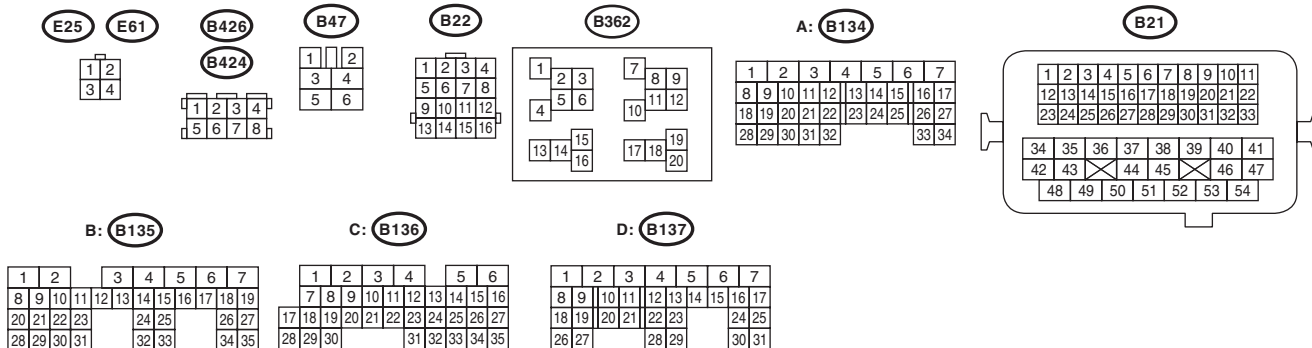 E25 E61
1 2
3 4
B426
B424
1 2 3 4
5 6 7 8
B47
1 2
3 4
5 6
B22
1 2 3 4
5 6 7 8
9 10 11 12
13 14 15 16
B362
1 7
2 3 8 9
5 6 11 12
4 10
15 19
13 14 17 18
16 20
A: B134
1 2 3 4 5 6 7
8 9 10 11 12 13 14 15 16 17
18 19 20 21 22 23 24 25 26 27
28 29 30 31 32 33 34
B21
1 2 3 4 5 6 7 8 9 10 11
12 13 14 15 16 17 18 19 20 21 22
23 24 25 26 27 28 29 30 31 32 33
34 35 36 37 38 39 40 41
42 43 44 45 46 47
48 49 50 51 52 53 54
B: B135
1 2 3 4 5 6 7
8 9 10 11 12 13 14 15 16 17 18 19
20 21 22 23 24 25 26 27
28 29 30 31 32 33 34 35
C: B136
1 2 3 4 5 6
7 8 9 10 11 12 13 14 15 16
17 18 19 20 21 22 23 24 25 26 27
28 29 30 31 32 33 34 35
D: B137
1 2 3 4 5 6 7
8 9 10 11 12 13 14 15 16 17
18 19 20 21 22 23 24 25
26 27 28 29 30 31